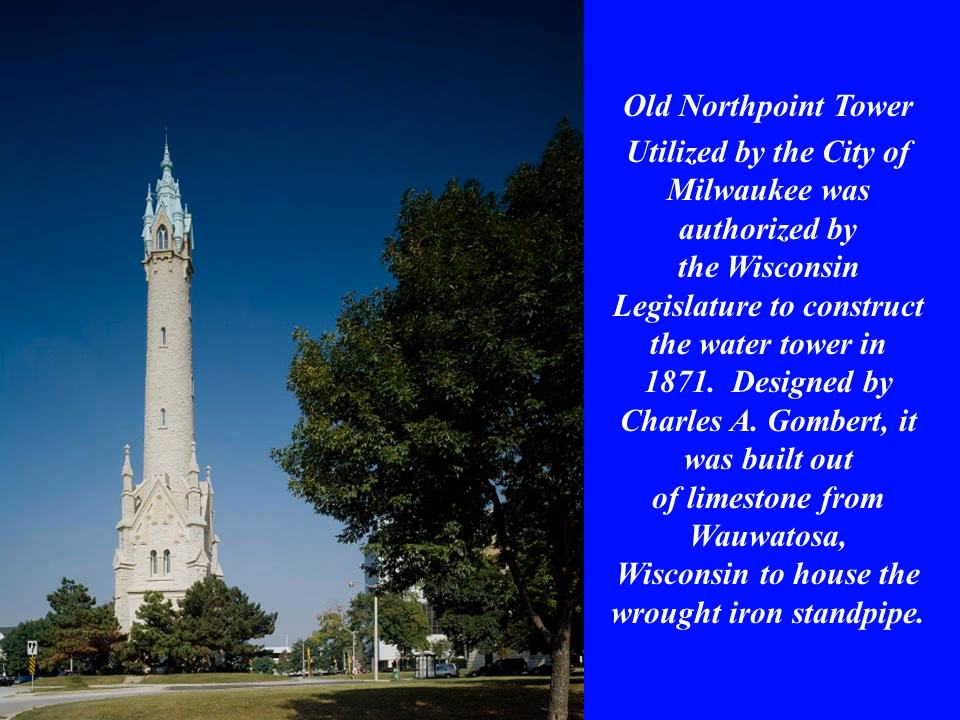 Old Northpoint Tower
Utilized by the City of
Milwaukee was
authorized by
the Wisconsin
Legislature to construct
the water tower in
1871.  Designed by
Charles A. Gombert, it
was built out
of limestone from
Wauwatosa,
Wisconsin to house the
wrought iron standpipe.